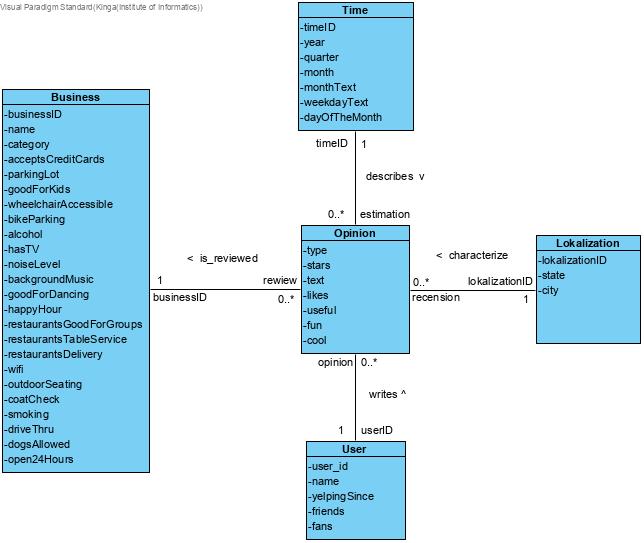 Visual Paradigm Standard(Kinga(Institute of Informatics))
Time
-timeID
-year
-quarter
-month
-monthText
-weekdayText
-dayOfTheMonth
timeID 1
describes v
0..* estimation
Business
-businessID
-name
-category
-acceptsCreditCards
-parkingLot
-goodForKids
-wheelchairAccessible
-bikeParking
-alcohol
-hasTV
-noiseLevel
-backgroundMusic
-goodForDancing
-happyHour
-restaurantsGoodForGroups
-restaurantsTableService
-restaurantsDelivery
-wifi
-outdoorSeating
-coatCheck
-smoking
-driveThru
-dogsAllowed
-open24Hours
< is_reviewed
1 rewiew
businessID 0..*
Opinion
-type
-stars
-text
-likes
-useful
-fun
-cool
< characterize
0..* lokalizationID
recension 1
Lokalization
-lokalizationID
-state
-city
opinion 0..*
writes ^
1 userID
User
-user_id
-name
-yelpingSince
-friends
-fans